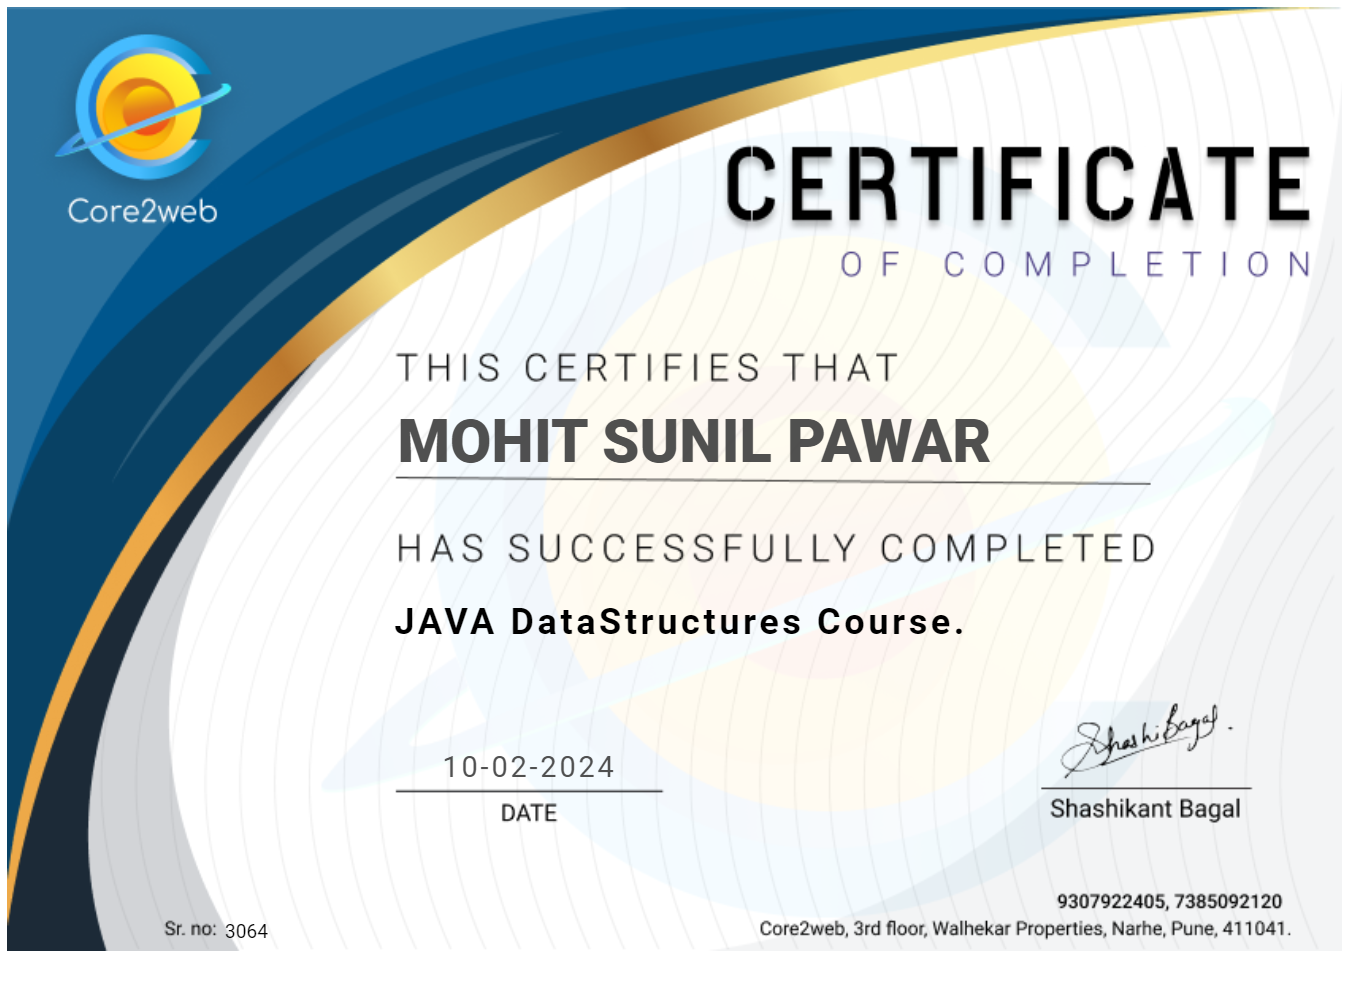 Core2web
CERTIFICATE
OF COMPLETION
THIS CERTIFIES THAT
MOHIT SUNIL PAWAR
HAS SUCCESSFULLY COMPLETED
JAVA DataStructures Course.
10-02-2024
DATE
Shashi Bagal.
Shashikant Bagal
9307922405, 7385092120
Sr. no: 3064
Core2web, 3rd floor, Walhekar Properties, Narhe, Pune, 411041.